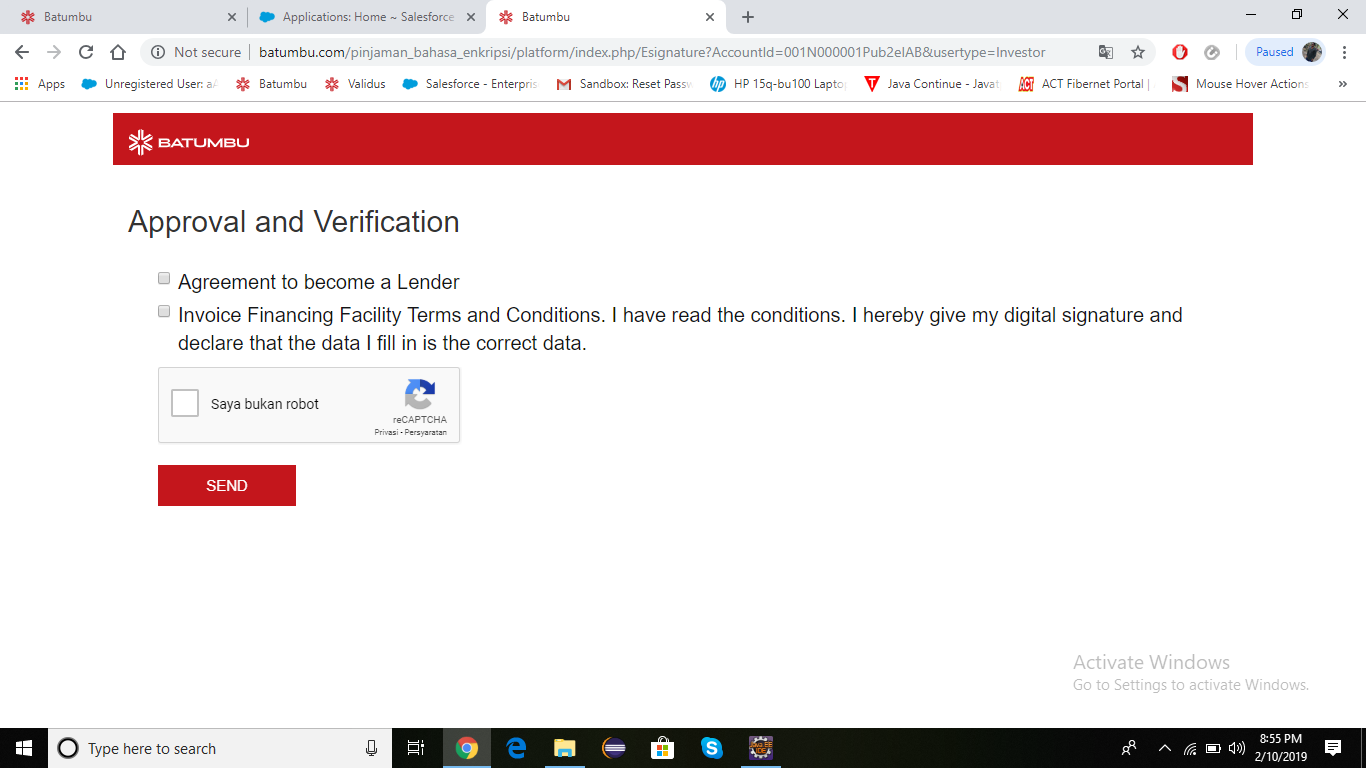 Batumbu
Applications: Home ~ Salesforce
Batumbu
Not secure
batumbu.com/pinjaman_bahasa_enkripsi/platform/index.php/Esignature?AccountId=001N000001Pub2eIAB&usertype=Investor
Paused
Apps
Unregistered User: aA
Batumbu
Validus
Salesforce - Enterpris
Sandbox: Reset Passw
HP 15q-bu100 Lapto
Java Continue - Javat
ACT Fibernet Portal |
Mouse Hover Actions
»
BATUMBU
Approval and Verification
Agreement to become a Lender
Invoice Financing Facility Terms and Conditions. I have read the conditions. I hereby give my digital signature and
declare that the data I fill in is the correct data.
Saya bukan robot
reCAPTCHA
Privasi - Persyaratan
SEND
Activate Windows
Go to Settings to activate Windows.
Type here to search
8:55 PM
2/10/2019